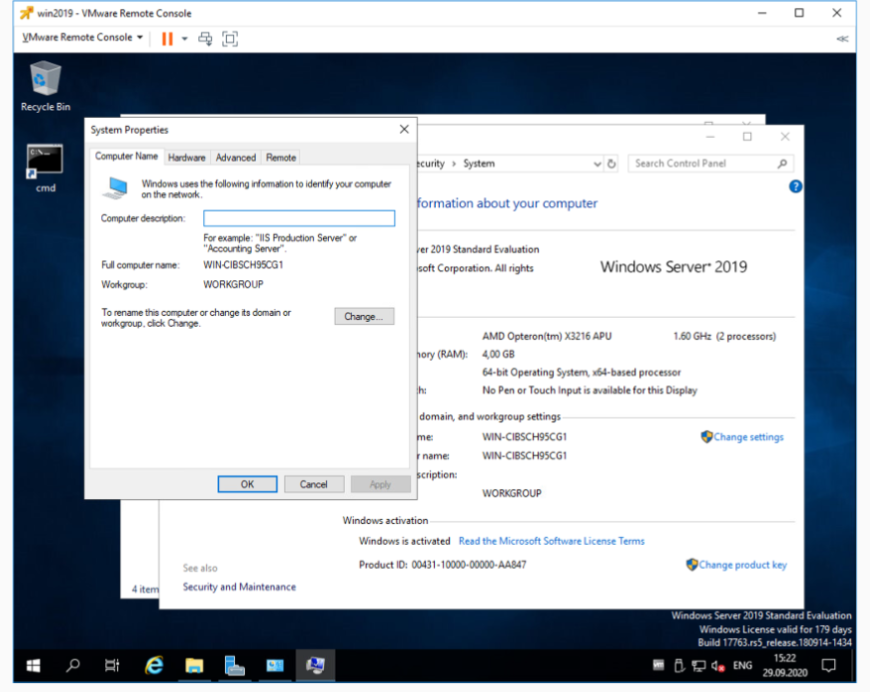 win2019 - VMware Remote Console
VMware Remote Console
Recycle Bin
cmd
System Properties
Computer Name
Hardware
Advanced
Remote
Windows uses the following information to identify your computer
on the network.
Computer description:
For example: "IIS Production Server" or
"Accounting Server".
Full computer name: WIN-CIBSCH95CG1
Workgroup: WORKGROUP
To rename this computer or change its domain or
workgroup, click Change.
Change...
OK
Cancel
Apply
ecurity > System
Search Control Panel
formation about your computer
ver 2019 Standard Evaluation
soft Corporation. All rights
Windows Server 2019
AMD Opteron(tm) X3216 APU 1.60 GHz (2 processors)
nory (RAM): 4,00 GB
64-bit Operating System, x64-based processor
h: No Pen or Touch Input is available for this Display
domain, and workgroup settings
me: WIN-CIBSCH95CG1
Change settings
r name: WIN-CIBSCH95CG1
scription:
WORKGROUP
Windows activation
Windows is activated Read the Microsoft Software License Terms
Product ID: 00431-10000-00000-AA847
Change product key
See also
Security and Maintenance
4 item
Windows Server 2019 Standard Evaluation
Windows License valid for 179 days
Build 17763.rs5_release.180914-1434
ENG
15:22
29.09.2020